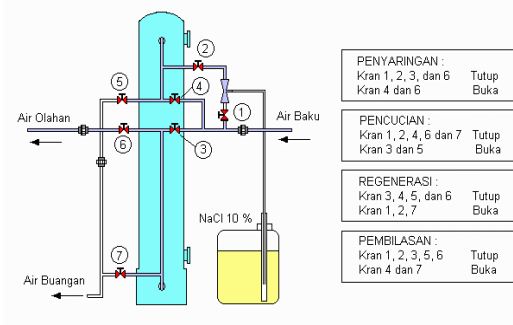 2
5
4
1
Air Olahan
Air Baku
6
3
NaCl 10 %
7
Air Buangan
PENYARINGAN :
Kran 1, 2, 3, dan 6 Tutup
Kran 4 dan 6 Buka
PENCUCIAN :
Kran 1, 2, 4, 6 dan 7 Tutup
Kran 3 dan 5 Buka
REGENERASI :
Kran 3, 4, 5, dan 6 Tutup
Kran 1, 2, 7 Buka
PEMBILASAN :
Kran 1, 2, 3, 5, 6 Tutup
Kran 4 dan 7 Buka